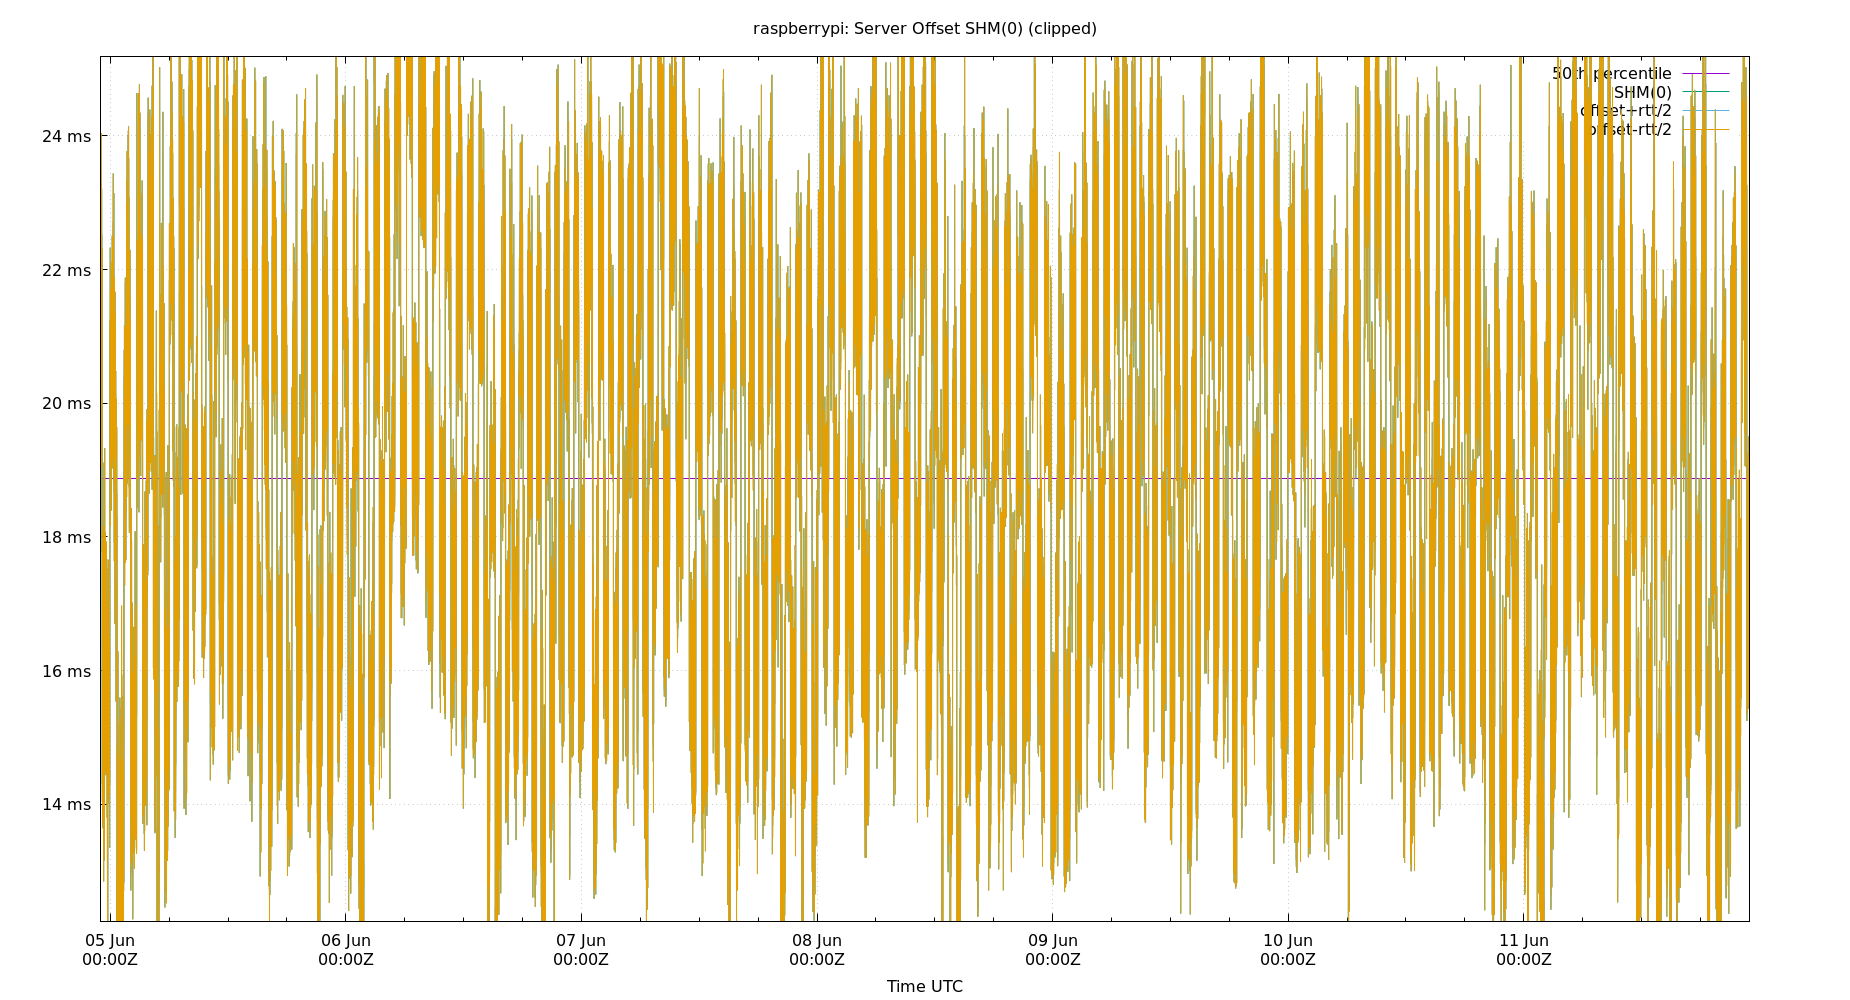 raspberrypi: Server Offset SHM(0) (clipped)
50th percentile
SHM(0)
offset+rtt/2
offset-rtt/2
24 ms
22 ms
20 ms
18 ms
16 ms
14 ms
05 Jun 06 Jun 07 Jun 08 Jun 09 Jun 10 Jun 11 Jun
00:00Z 00:00Z 00:00Z 00:00Z 00:00Z 00:00Z 00:00Z
Time UTC